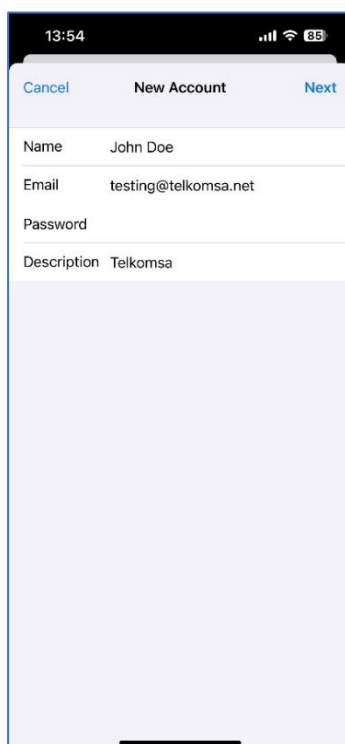 13:54 85
Cancel New Account Next
Name John Doe
Email testing@telkomsa.net
Password
Description Telkomsa